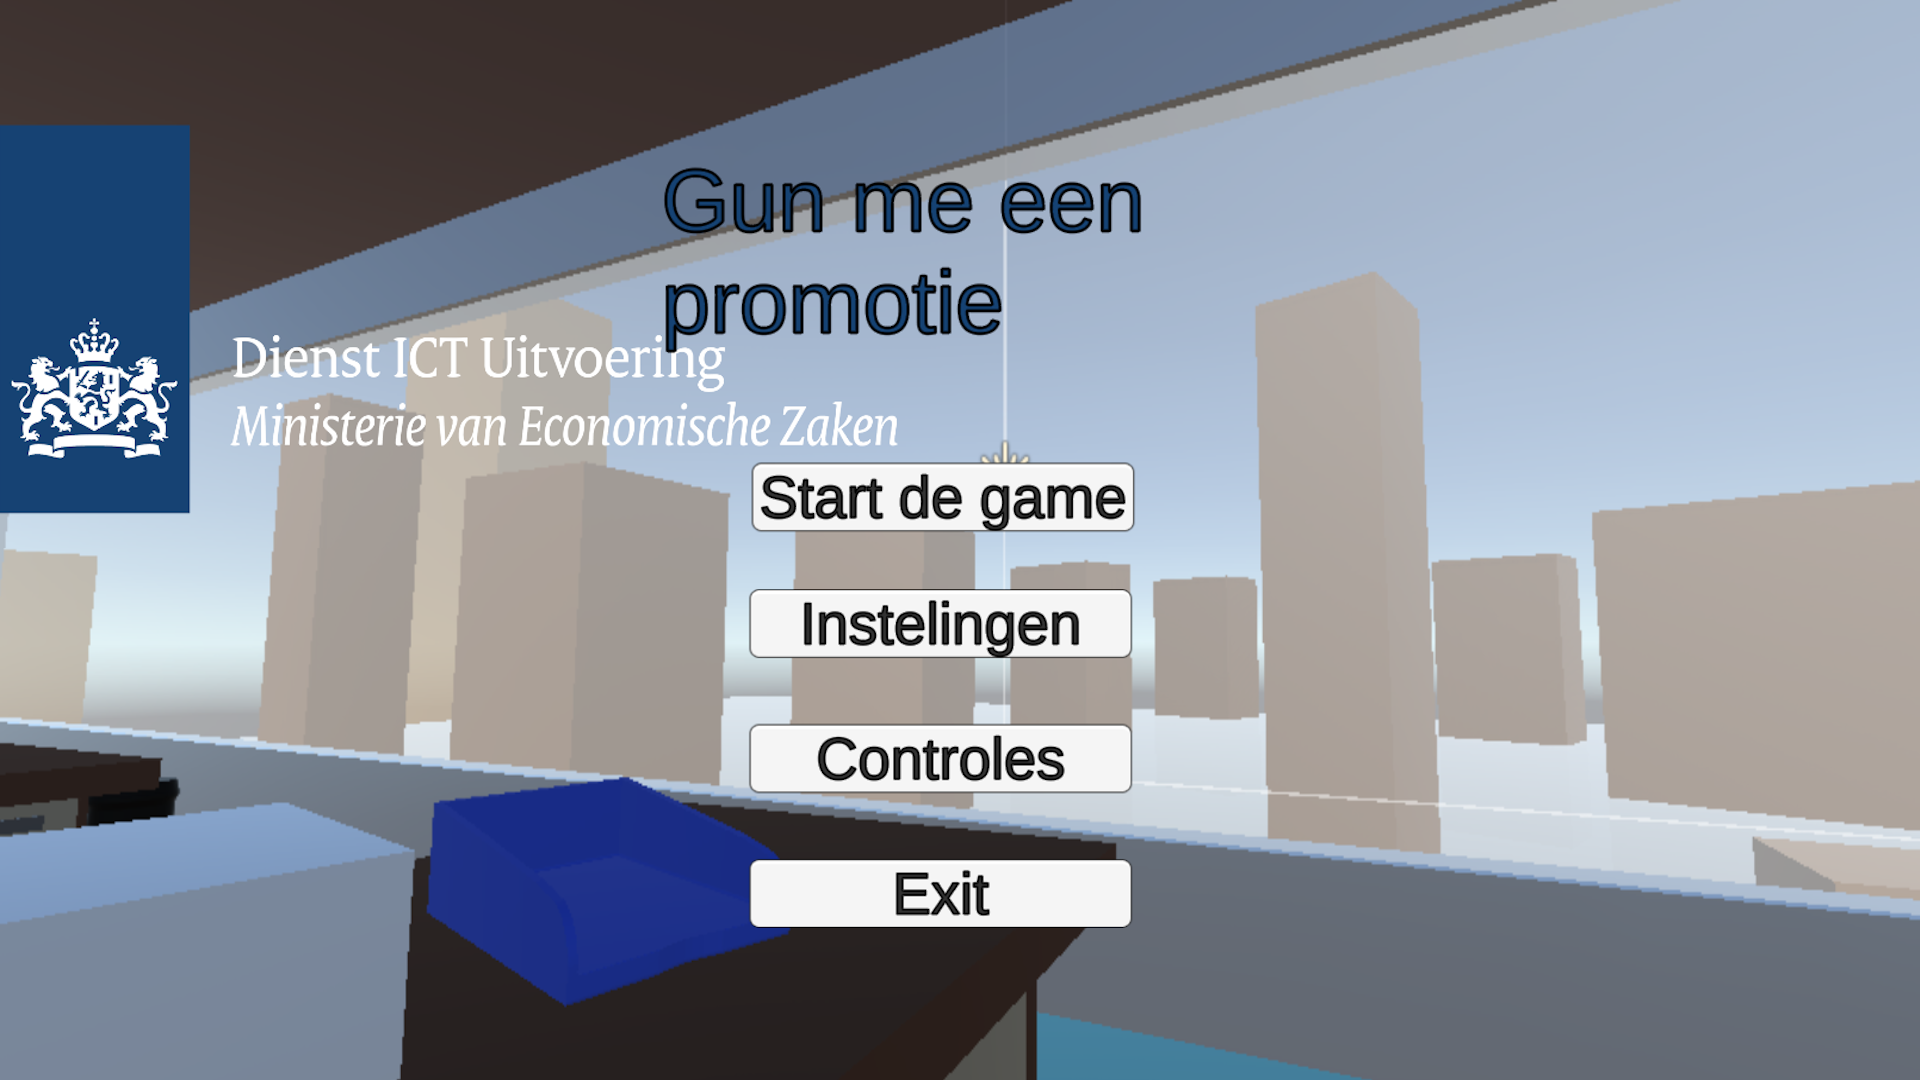 Gun me een
promotie
Dienst ICT Uitvoering
Ministerie van Economische Zaken
Start de game
Instelingen
Controles
Exit